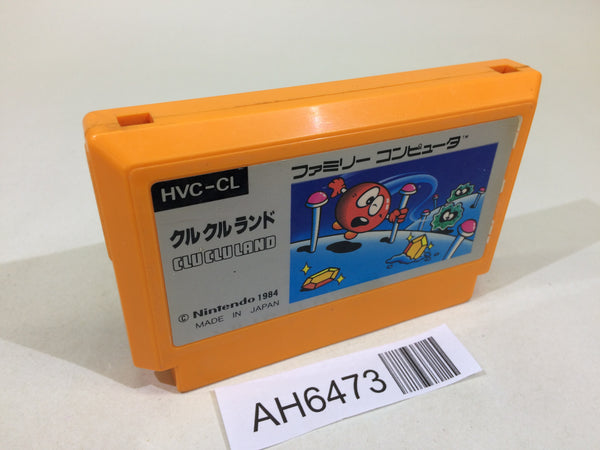 HVC-CL
ファミリー コンピュータ™
クルクルランド
CLU CLU LAND
© Nintendo 1984
MADE IN JAPAN
AH6473